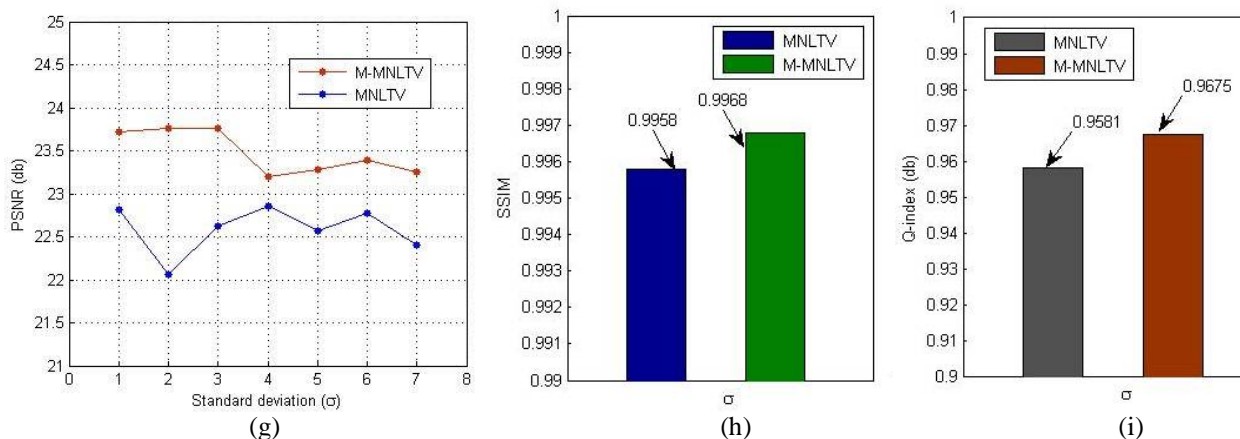 25
24.5
24
23.5
23
22.5
22
21.5
21
PSNR (db)
0 1 2 3 4 5 6 7 8
Standard deviation (σ)
M-MNLTV
MNLTV
(g)
1
0.999
0.998
0.997
0.996
0.995
0.994
0.993
0.992
0.991
0.99
SSIM
MNLTV
M-MNLTV
0.9958
0.9968
σ
(h)
1
0.99
0.98
0.97
0.96
0.95
0.94
0.93
0.92
0.91
0.9
Q-index (db)
MNLTV
M-MNLTV
0.9581
0.9675
σ
(i)